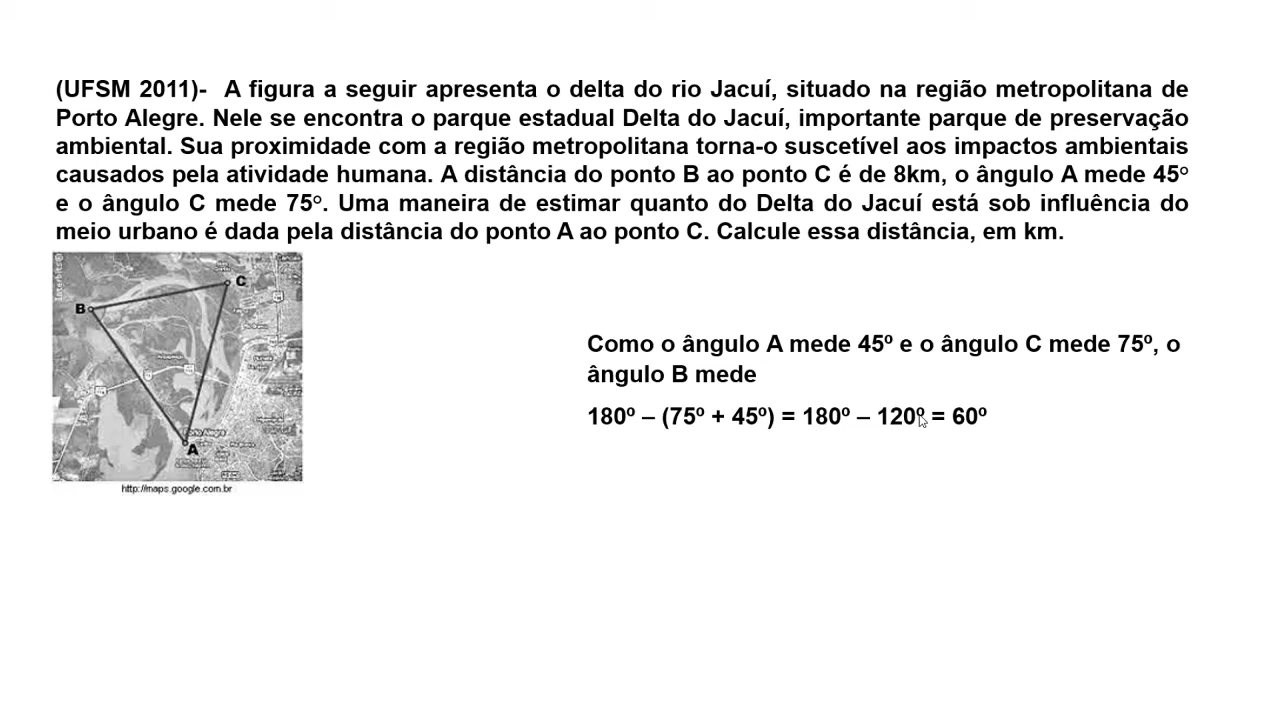 (UFSM 2011)- A figura a seguir apresenta o delta do rio Jacuí, situado na região metropolitana de
Porto Alegre. Nele se encontra o parque estadual Delta do Jacuí, importante parque de preservação
ambiental. Sua proximidade com a região metropolitana torna-o suscetível aos impactos ambientais
causados pela atividade humana. A distância do ponto B ao ponto C é de 8km, o ângulo A mede 45º
e o ângulo C mede 75º. Uma maneira de estimar quanto do Delta do Jacuí está sob influência do
meio urbano é dada pela distância do ponto A ao ponto C. Calcule essa distância, em km.
C
B
Porto Alegre
A
http://maps.google.com.br
Como o ângulo A mede 45º e o ângulo C mede 75º, o
ângulo B mede
180º – (75º + 45º) = 180º – 120º = 60º